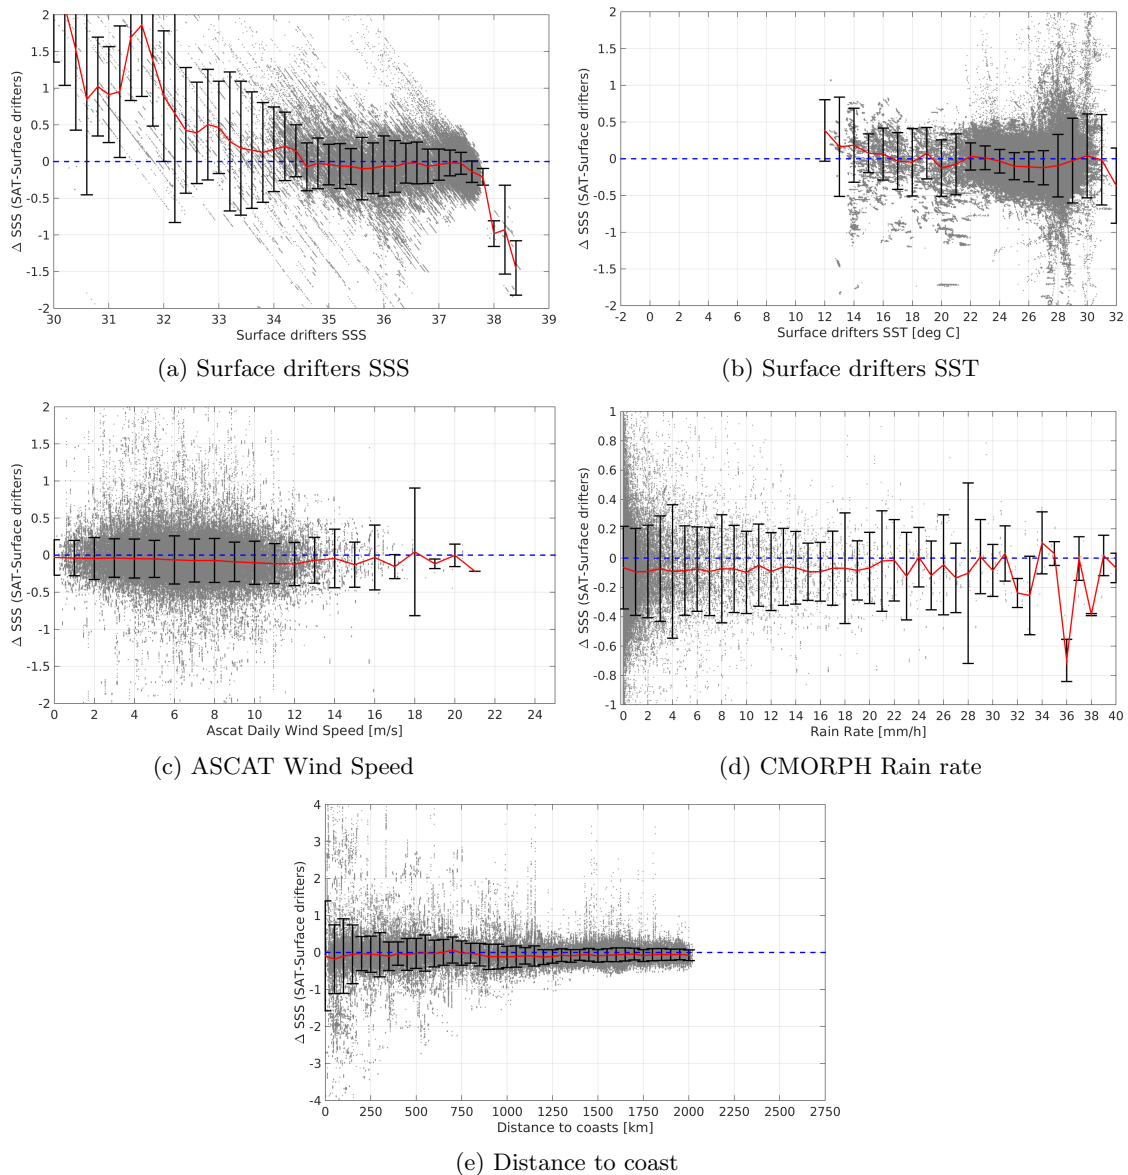 2
1.5
1
0.5
0
-0.5
-1
-1.5
-2
Δ SSS (SAT-Surface drifters)
30 31 32 33 34 35 36 37 38 39
Surface drifters SSS
(a) Surface drifters SSS
2
1.5
1
0.5
0
-0.5
-1
-1.5
-2
Δ SSS (SAT-Surface drifters)
-2 0 2 4 6 8 10 12 14 16 18 20 22 24 26 28 30 32
Surface drifters SST [deg C]
(b) Surface drifters SST
2
1.5
1
0.5
0
-0.5
-1
-1.5
-2
Δ SSS (SAT-Surface drifters)
0 2 4 6 8 10 12 14 16 18 20 22 24
Ascat Daily Wind Speed [m/s]
(c) ASCAT Wind Speed
1
0.8
0.6
0.4
0.2
0
-0.2
-0.4
-0.6
-0.8
-1
Δ SSS (SAT-Surface drifters)
0 2 4 6 8 10 12 14 16 18 20 22 24 26 28 30 32 34 36 38 40
Rain Rate [mm/h]
(d) CMORPH Rain rate
4
3
2
1
0
-1
-2
-3
-4
Δ SSS (SAT-Surface drifters)
0 250 500 750 1000 1250 1500 1750 2000 2250 2500 2750
Distance to coasts [km]
(e) Distance to coast